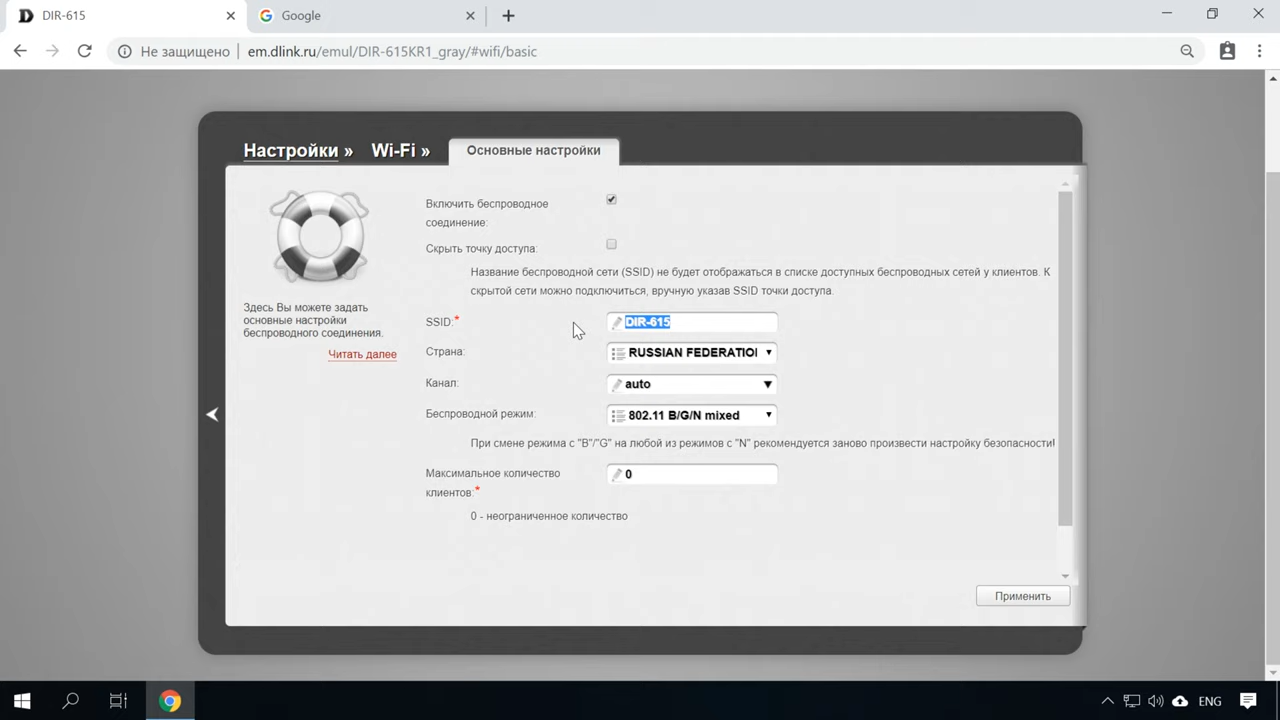 DIR-615
Google
Не защищено
em.dlink.ru/emul/DIR-615KR1_gray/#wifi/basic
Настройки »
Wi-Fi »
Основные настройки
Здесь Вы можете задать
основные настройки
беспроводного соединения.
Читать далее
Включить беспроводное
соединение:
Скрыть точку доступа:
Название беспроводной сети (SSID) не будет отображаться в списке доступных беспроводных сетей у клиентов. К
скрытой сети можно подключиться, вручную указав SSID точки доступа.
SSID:* DIR-615
Страна: RUSSIAN FEDERATION
Канал: auto
Беспроводной режим: 802.11 B/G/N mixed
При смене режима с "B"/"G" на любой из режимов с "N" рекомендуется заново произвести настройку безопасности!
Максимальное количество
клиентов:* 0
0 - неограниченное количество
Применить
ENG